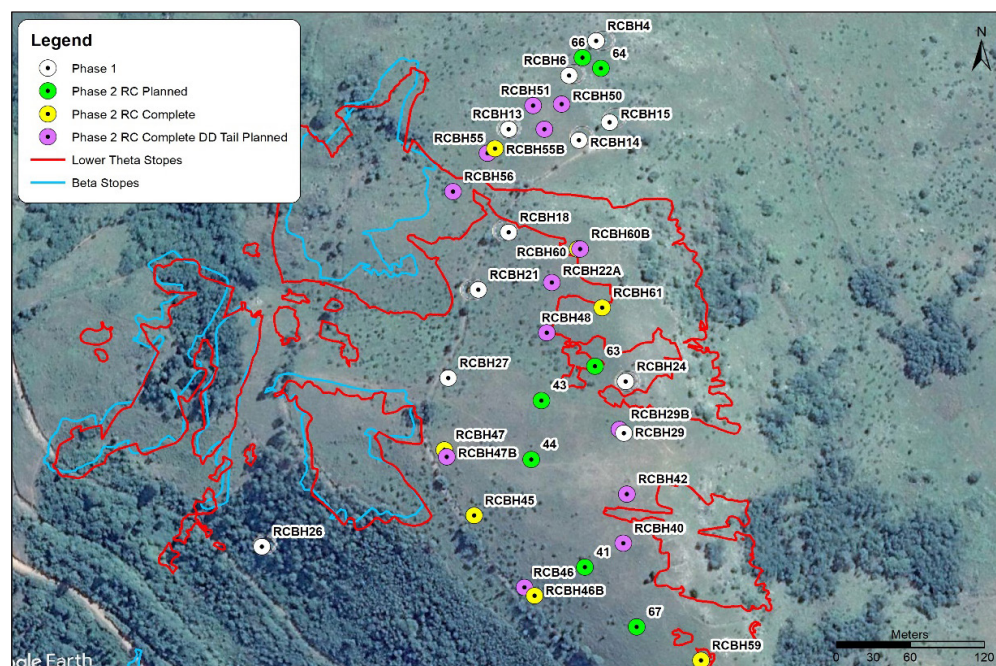 Legend
Phase 1
Phase 2 RC Planned
Phase 2 RC Complete
Phase 2 RC Complete DD Tail Planned
Lower Theta Stopes
Beta Stopes
N
RCBH4
66
64
RCBH6
RCBH51
RCBH50
RCBH13
RCBH15
RCBH55
RCBH55B
RCBH14
RCBH56
RCBH18
RCBH60B
RCBH60
RCBH22A
RCBH21
RCBH61
RCBH48
63
RCBH27
RCBH24
43
RCBH29B
RCBH29
RCBH47
44
RCBH47B
RCBH42
RCBH45
RCBH40
RCBH26
41
RCB46
RCBH46B
67
RCBH59
Meters
0 30 60 120
gle Earth